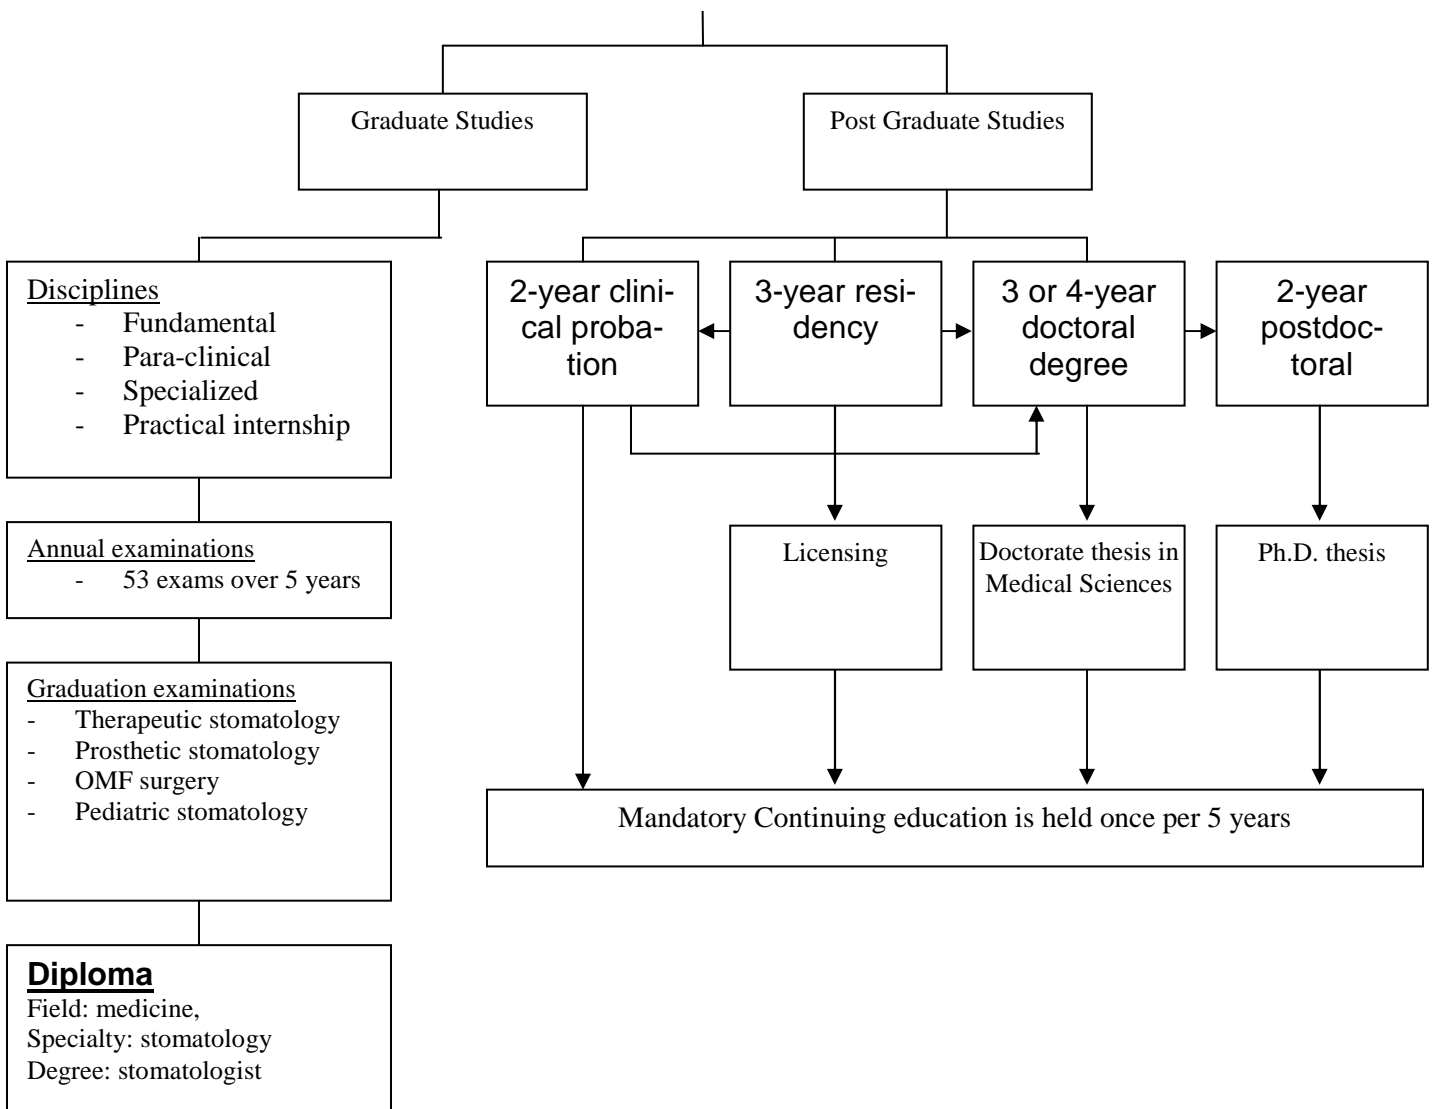 Graduate Studies
Post Graduate Studies
Disciplines
- Fundamental
- Para-clinical
- Specialized
- Practical internship
2-year clini-
cal proba-
tion
3-year resi-
dency
3 or 4-year
doctoral
degree
2-year
postdoc-
toral
Annual examinations
- 53 exams over 5 years
Licensing
Doctorate thesis in
Medical Sciences
Ph.D. thesis
Graduation examinations
- Therapeutic stomatology
- Prosthetic stomatology
- OMF surgery
- Pediatric stomatology
Mandatory Continuing education is held once per 5 years
Diploma
Field: medicine,
Specialty: stomatology
Degree: stomatologist